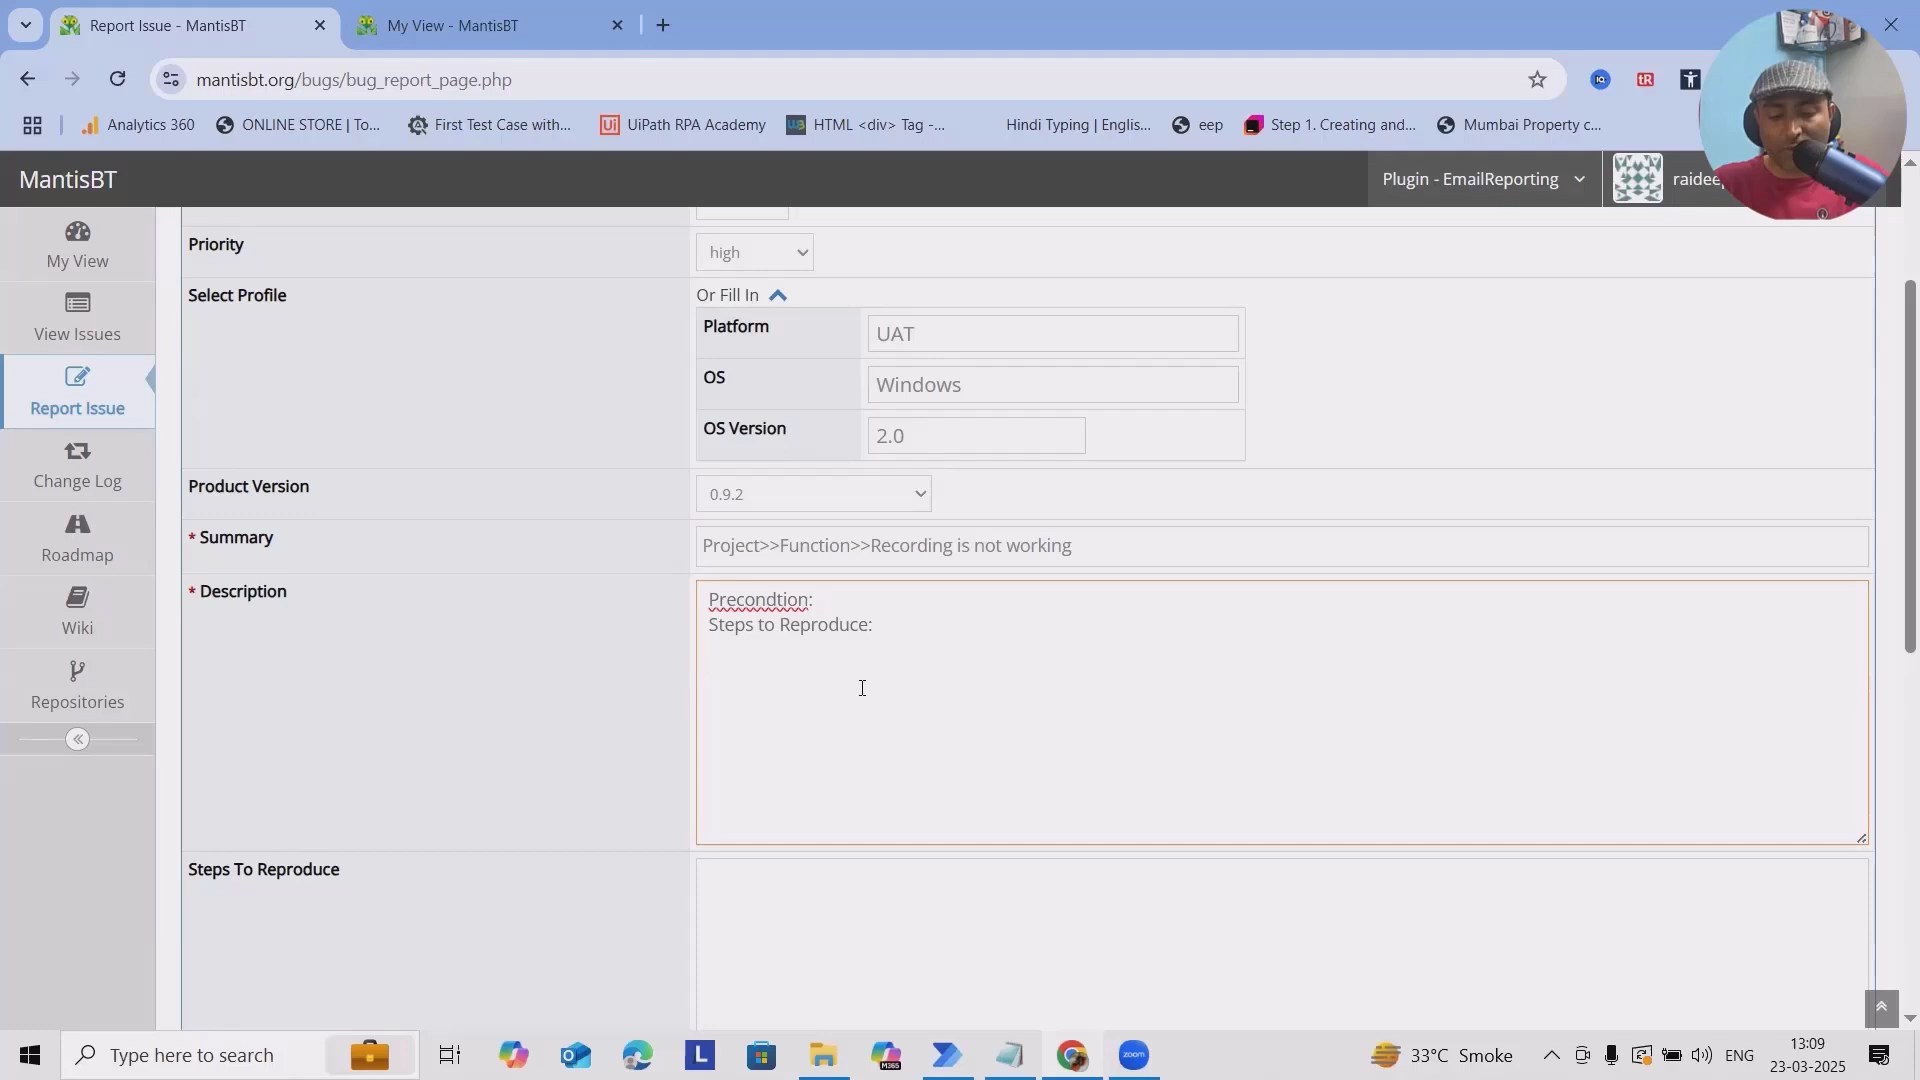 Report Issue - MantisBT
My View - MantisBT
mantisbt.org/bugs/bug_report_page.php
tR
Analytics 360
ONLINE STORE | To...
First Test Case with...
Ui
UiPath RPA Academy
HTML <div> Tag -...
Hindi Typing | Englis...
eep
Step 1. Creating and...
Mumbai Property c...
MantisBT
Plugin - EmailReporting
My View
View Issues
Report Issue
Change Log
Roadmap
Wiki
Repositories
Priority
high
Select Profile
Or Fill In
Platform
UAT
OS
Windows
OS Version
2.0
Product Version
0.9.2
* Summary
Project>>Function>>Recording is not working
* Description
Precondtion:
Steps to Reproduce:
Steps To Reproduce
Type here to search
L
M365
zoom
33°C Smoke
ENG
13:09
23-03-2025